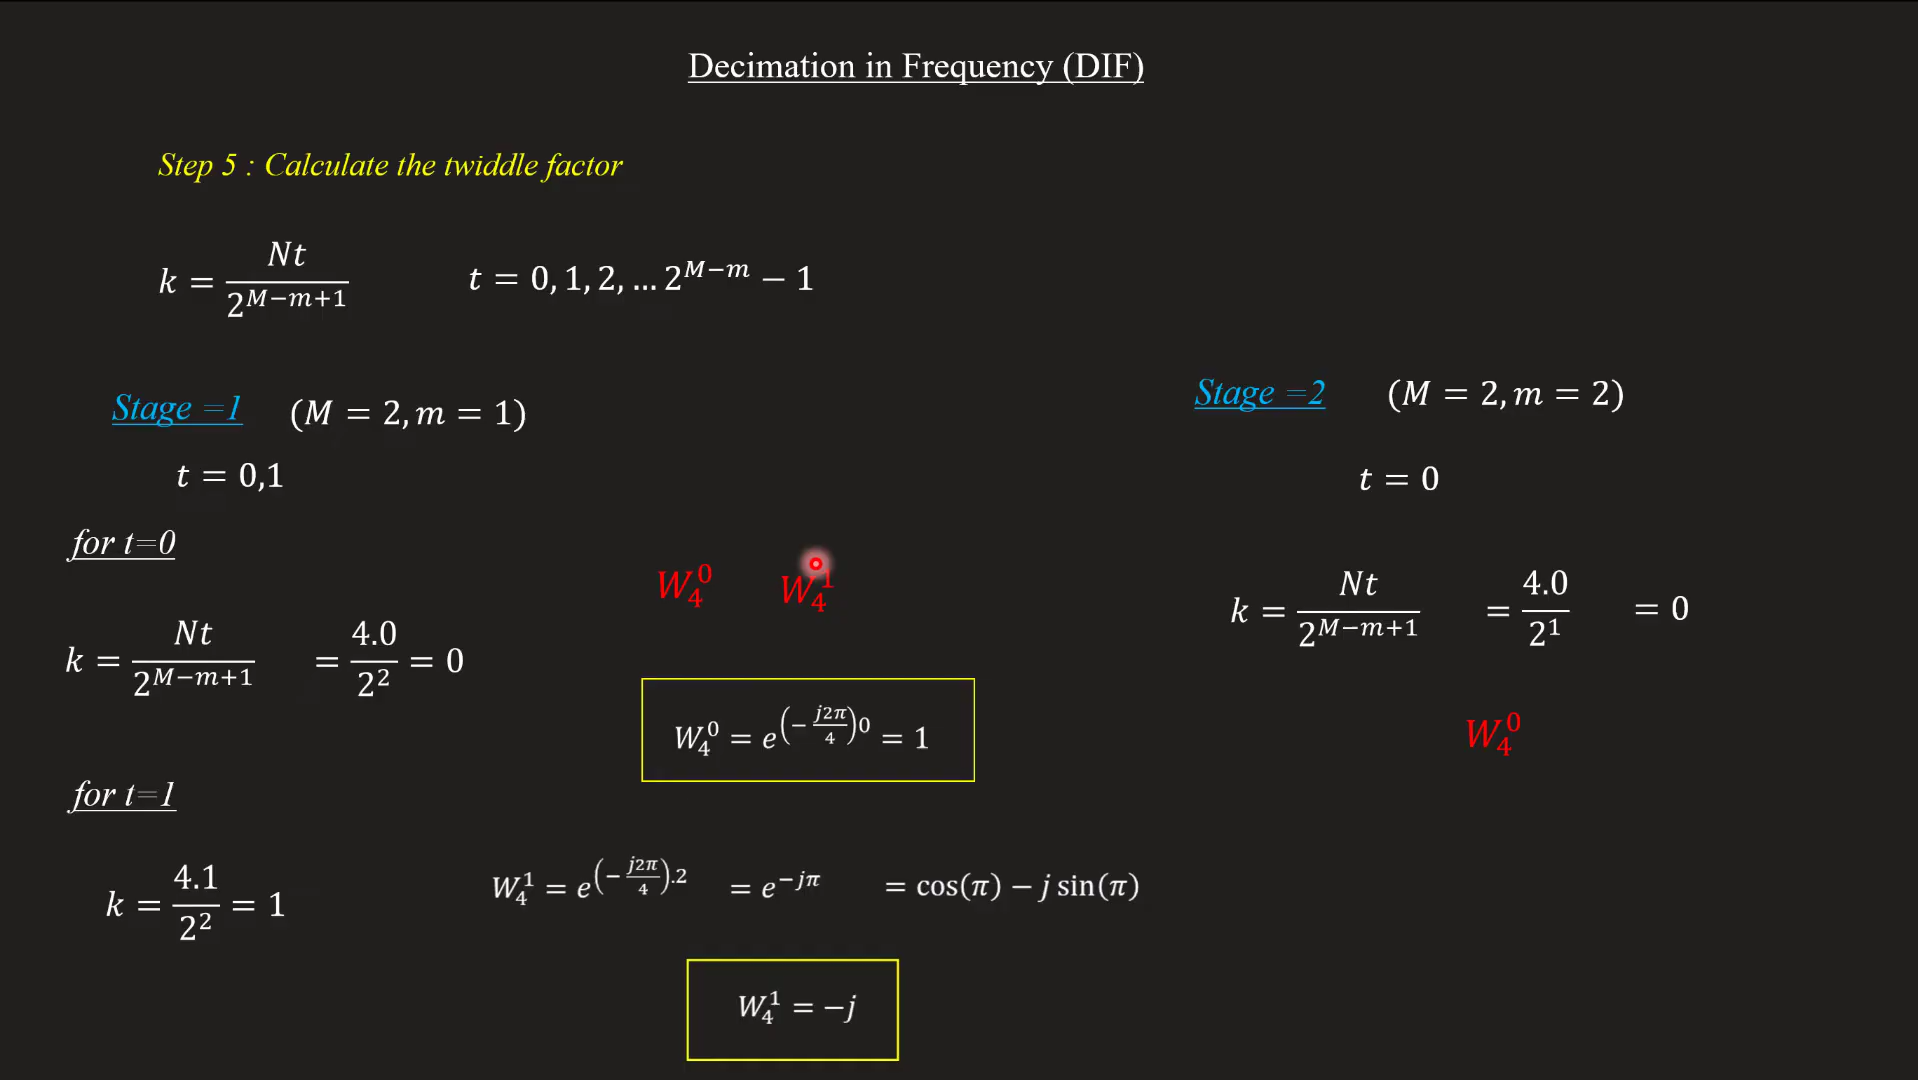 Decimation in Frequency (DIF)
Step 5 : Calculate the twiddle factor
k = Nt / 2^{M−m+1}    t = 0, 1, 2, … 2^{M−m} − 1
Stage =1 (M = 2, m = 1)
t = 0,1
for t=0
k = Nt / 2^{M−m+1} = 4.0 / 2^2 = 0
for t=1
k = 4.1 / 2^2 = 1
W_4^0 W_4^1
W_4^0 = e^{(− j2π/4)0} = 1
W_4^1 = e^{(− j2π/4).2} = e^{−jπ} = cos(π) − j sin(π)
W_4^1 = −j
Stage =2 (M = 2, m = 2)
t = 0
k = Nt / 2^{M−m+1} = 4.0 / 2^1 = 0
W_4^0